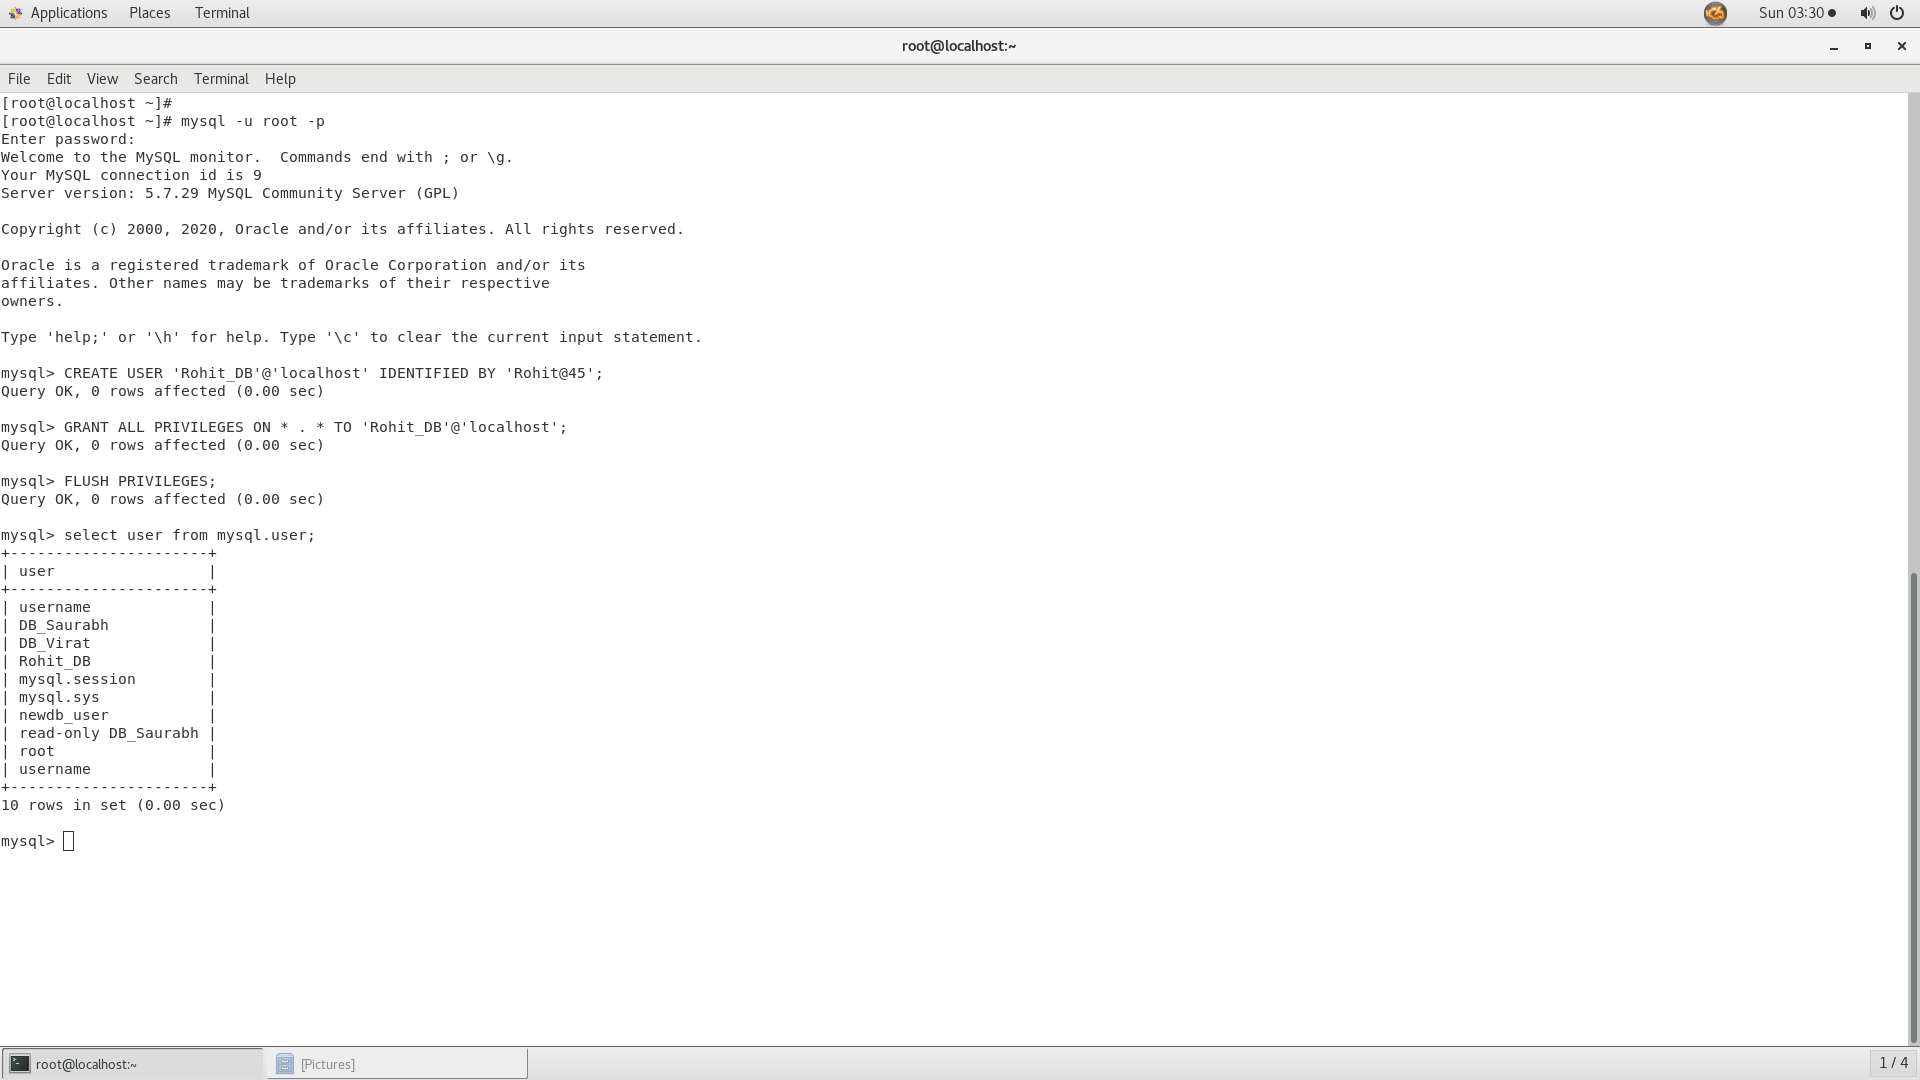 Applications Places Terminal Sun 03:30
root@localhost:~
File Edit View Search Terminal Help
[root@localhost ~]#
[root@localhost ~]# mysql -u root -p
Enter password:
Welcome to the MySQL monitor.  Commands end with ; or \g.
Your MySQL connection id is 9
Server version: 5.7.29 MySQL Community Server (GPL)
Copyright (c) 2000, 2020, Oracle and/or its affiliates. All rights reserved.
Oracle is a registered trademark of Oracle Corporation and/or its
affiliates. Other names may be trademarks of their respective
owners.
Type 'help;' or '\h' for help. Type '\c' to clear the current input statement.
mysql> CREATE USER 'Rohit_DB'@'localhost' IDENTIFIED BY 'Rohit@45';
Query OK, 0 rows affected (0.00 sec)
mysql> GRANT ALL PRIVILEGES ON * . * TO 'Rohit_DB'@'localhost';
Query OK, 0 rows affected (0.00 sec)
mysql> FLUSH PRIVILEGES;
Query OK, 0 rows affected (0.00 sec)
mysql> select user from mysql.user;
+----------------------+
| user                 |
+----------------------+
| username             |
| DB_Saurabh           |
| DB_Virat             |
| Rohit_DB             |
| mysql.session        |
| mysql.sys            |
| newdb_user           |
| read-only DB_Saurabh |
| root                 |
| username             |
+----------------------+
10 rows in set (0.00 sec)
mysql>
root@localhost:~ [Pictures] 1 / 4